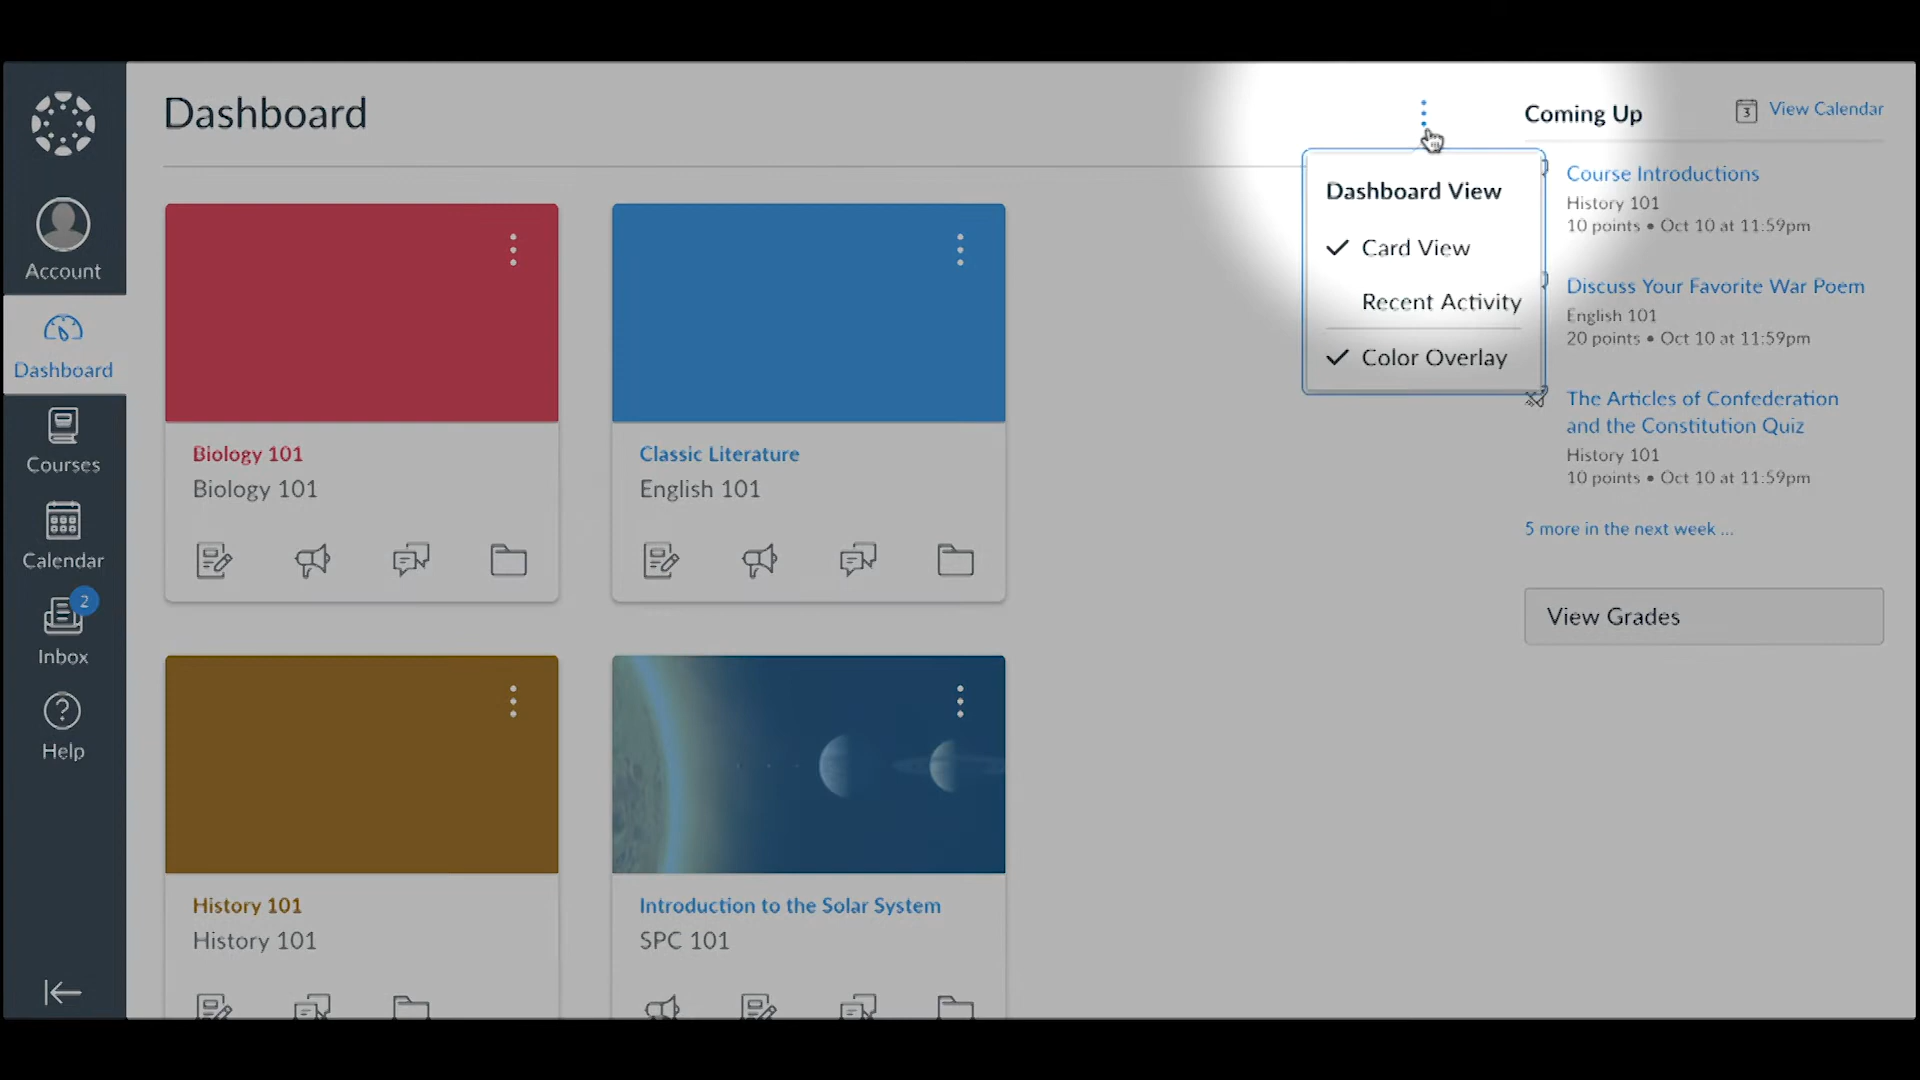 Dashboard
Account
Dashboard
Courses
Calendar
2
Inbox
Help
Biology 101
Biology 101
Classic Literature
English 101
History 101
History 101
Introduction to the Solar System
SPC 101
Dashboard View
Card View
Recent Activity
Color Overlay
Coming Up
3
View Calendar
Course Introductions
History 101
10 points • Oct 10 at 11:59pm
Discuss Your Favorite War Poem
English 101
20 points • Oct 10 at 11:59pm
The Articles of Confederation
and the Constitution Quiz
History 101
10 points • Oct 10 at 11:59pm
5 more in the next week ...
View Grades